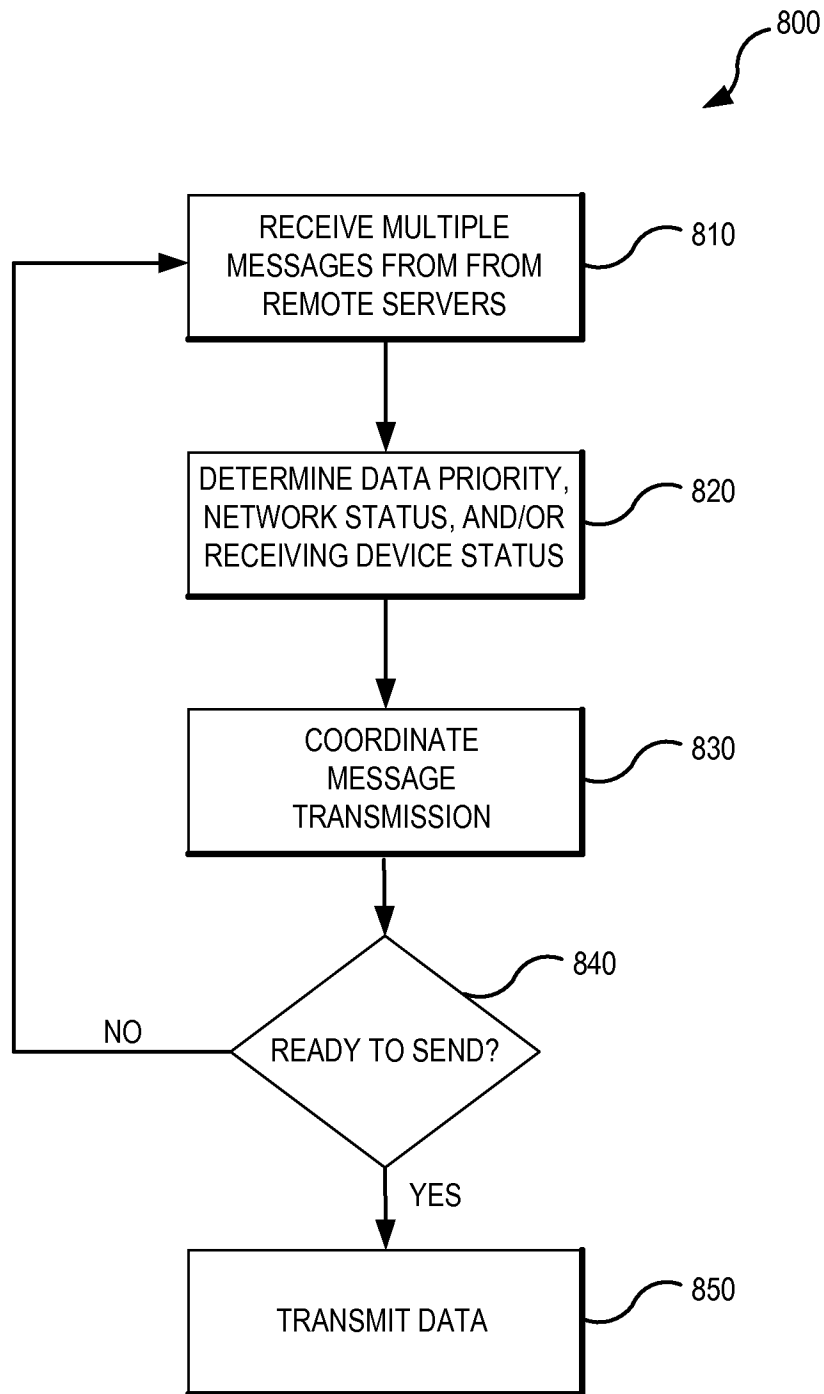 800
RECEIVE MULTIPLE
MESSAGES FROM FROM
REMOTE SERVERS
810
DETERMINE DATA PRIORITY,
NETWORK STATUS, AND/OR
RECEIVING DEVICE STATUS
820
COORDINATE
MESSAGE
TRANSMISSION
830
840
NO
READY TO SEND?
YES
TRANSMIT DATA
850